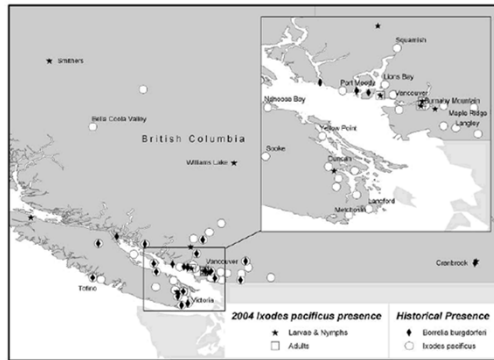 Smithers
Bella Coola Valley
British Columbia
Williams Lake
Vancouver
Tofino
Victoria
Cranbrook
Squamish
Lions Bay
Port Moody
Vancouver
Burnaby Mountain
Maple Ridge
Langley
Nanoose Bay
Yellow Point
Sooke
Duncan
Langford
Metchosin
2004 Ixodes pacificus presence
Larvae & Nymphs
Adults
Historical Presence
Borrelia burgdorferi
Ixodes pacificus